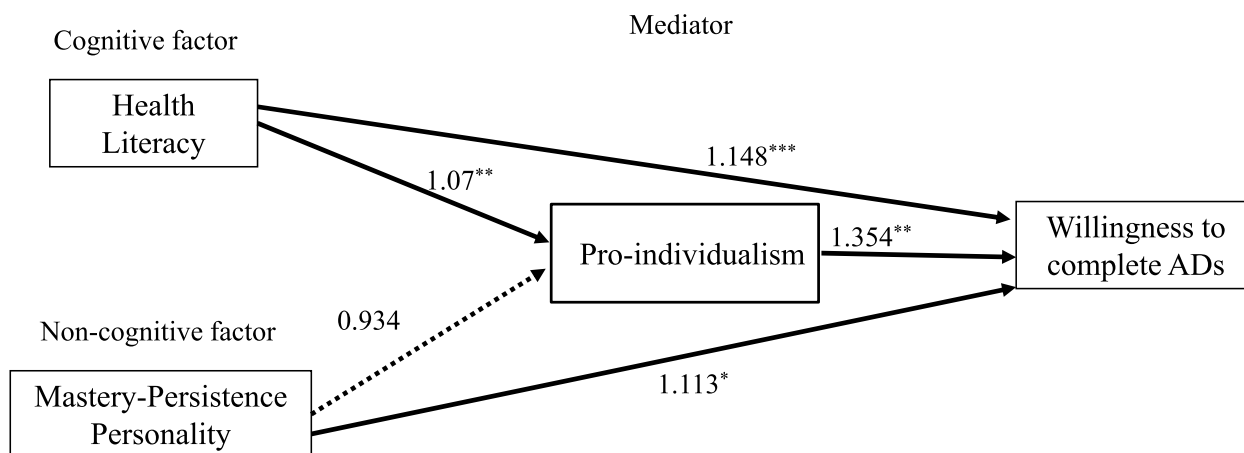 Mediator
Cognitive factor
Health
Literacy
1.148***
1.07**
Pro-individualism
1.354**
Willingness to
complete ADs
0.934
Non-cognitive factor
1.113*
Mastery-Persistence
Personality